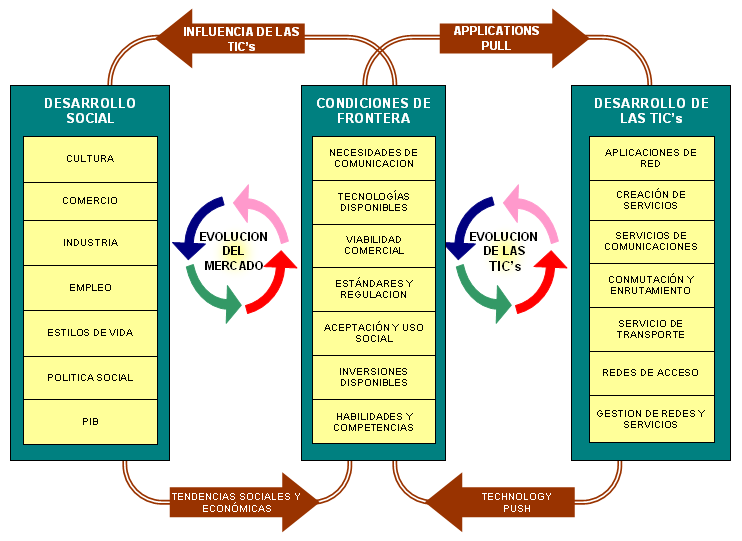 INFLUENCIA DE LAS
TIC's
APPLICATIONS
PULL
DESARROLLO
SOCIAL
CULTURA
COMERCIO
INDUSTRIA
EMPLEO
ESTILOS DE VIDA
POLITICA SOCIAL
PIB
EVOLUCION
DEL
MERCADO
CONDICIONES DE
FRONTERA
NECESIDADES DE
COMUNICACION
TECNOLOGÍAS
DISPONIBLES
VIABILIDAD
COMERCIAL
ESTÁNDARES Y
REGULACION
ACEPTACIÓN Y USO
SOCIAL
INVERSIONES
DISPONIBLES
HABILIDADES Y
COMPETENCIAS
EVOLUCION
DE LAS
TIC's
DESARROLLO DE
LAS TIC's
APLICACIONES DE
RED
CREACIÓN DE
SERVICIOS
SERVICIOS DE
COMUNICACIONES
CONMUTACIÓN Y
ENRUTAMIENTO
SERVICIO DE
TRANSPORTE
REDES DE ACCESO
GESTION DE REDES Y
SERVICIOS
TENDENCIAS SOCIALES Y
ECONÓMICAS
TECHNOLOGY
PUSH